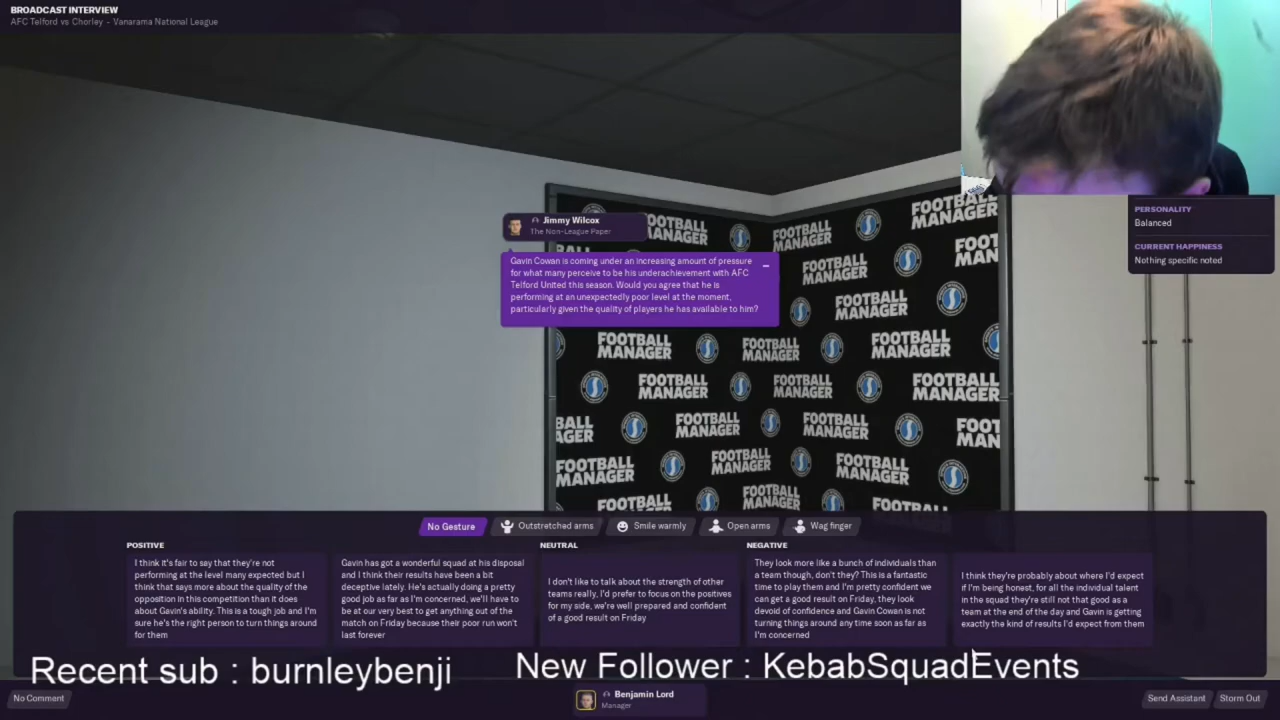 BROADCAST INTERVIEW
AFC Telford vs Chorley - Vanarama National League
PERSONALITY
Balanced
CURRENT HAPPINESS
Nothing specific noted
Jimmy Wilcox
The Non-League Paper
Gavin Cowan is coming under an increasing amount of pressure
for what many perceive to be his underachievement with AFC
Telford United this season. Would you agree that he is
performing at an unexpectedly poor level at the moment,
particularly given the quality of players he has available to him?
FOOTBALL MANAGER
FOOTBALL MANAGER
FOOTBALL MANAGER
FOOTBALL MANAGER
FOOTBALL MANAGER
FOOTBALL MANAGER
FOOTBALL MANAGER
No Gesture
Outstretched arms
Smile warmly
Open arms
Wag finger
POSITIVE
I think it's fair to say that they're not
performing at the level many expected but I
think that says more about the quality of the
opposition in this competition than it does
about Gavin's ability. This is a tough job and I'm
sure he's the right person to turn things around
for them
Gavin has got a wonderful squad at his disposal
and I think their results have been a bit
deceptive lately. He's actually doing a pretty
good job as far as I'm concerned, we'll have to
be at our very best to get anything out of the
match on Friday because their poor run won't
last forever
NEUTRAL
I don't like to talk about the strength of other
teams really, I'd prefer to focus on the positives
for my side, we're well prepared and confident
of a good result on Friday
NEGATIVE
They look more like a bunch of individuals than
a team though, don't they? This is a fantastic
time to play them and I'm pretty confident we
can get a good result on Friday, they look
devoid of confidence and Gavin Cowan is not
turning things around any time soon as far as
I'm concerned
I think they're probably about where I'd expect
if I'm being honest, for all the individual talent
in the squad they're still not that good as a
team at the end of the day and Gavin is getting
exactly the kind of results I'd expect from them
Recent sub : burnleybenji
New Follower : KebabSquadEvents
No Comment
Benjamin Lord
Manager
Send Assistant
Storm Out